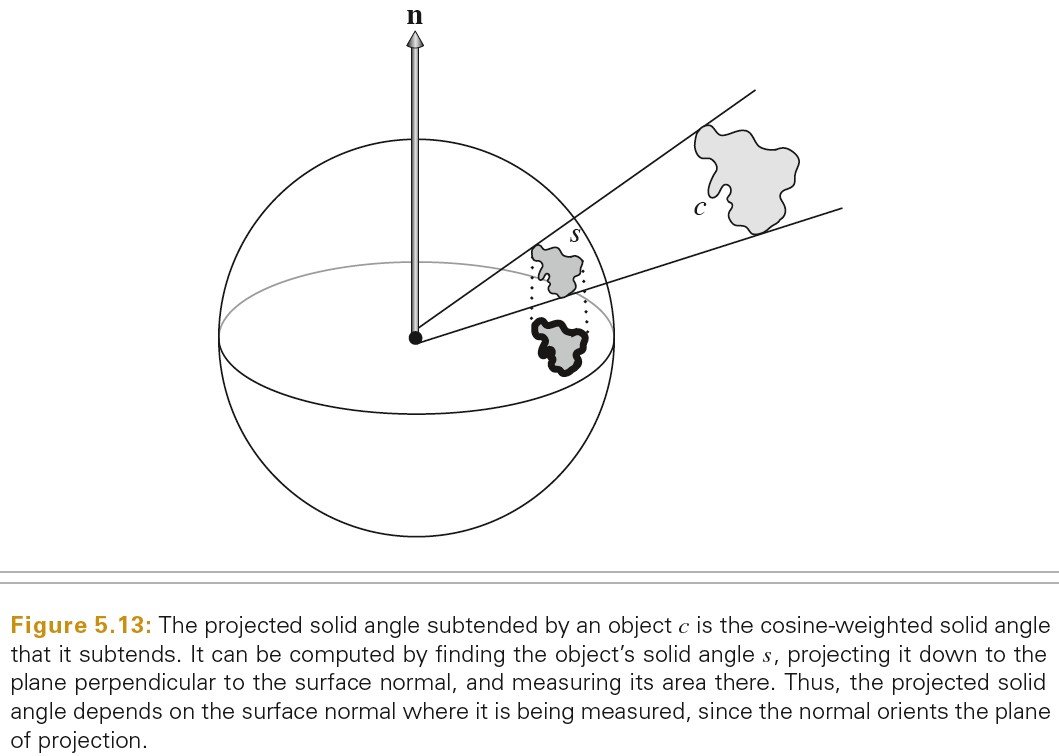 n
s
c
Figure 5.13: The projected solid angle subtended by an object c is the cosine-weighted solid angle
that it subtends. It can be computed by finding the object’s solid angle s, projecting it down to the
plane perpendicular to the surface normal, and measuring its area there. Thus, the projected solid
angle depends on the surface normal where it is being measured, since the normal orients the plane
of projection.